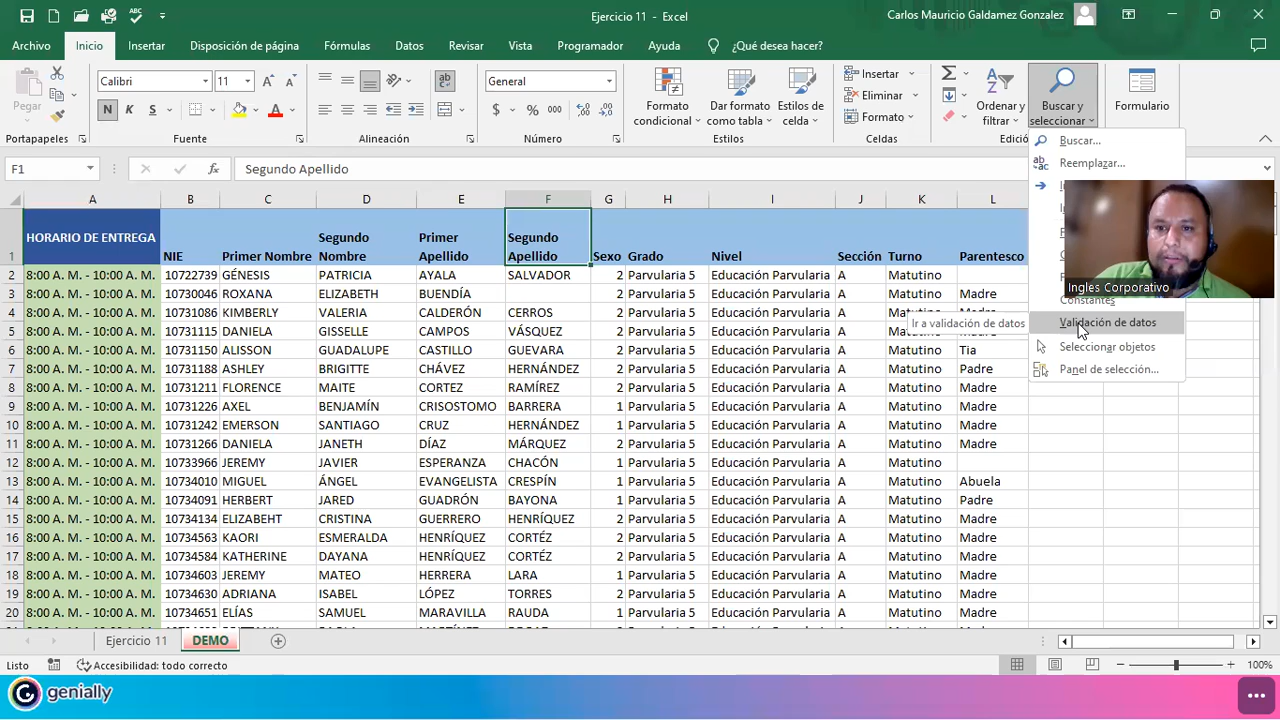 Ejercicio 11 - Excel
Carlos Mauricio Galdamez Gonzalez
Archivo Inicio Insertar Disposición de página Fórmulas Datos Revisar Vista Programador Ayuda ¿Qué desea hacer?
Pegar
Calibri 11
N K S
General
$ % 000
Formato condicional
Dar formato como tabla
Estilos de celda
Insertar
Eliminar
Formato
Ordenar y filtrar
Buscar y seleccionar
Formulario
Portapapeles Fuente Alineación Número Estilos Celdas Edició
F1 Segundo Apellido
Buscar...
Reemplazar...
Constantes
Validación de datos
Seleccionar objetos
Panel de selección...
Ir a validación de datos
Ingles Corporativo
A B C D E F G H I J K L
1 HORARIO DE ENTREGA NIE Primer Nombre Segundo Nombre Primer Apellido Segundo Apellido Sexo Grado Nivel Sección Turno Parentesco
2 8:00 A. M. - 10:00 A. M. 10722739 GÉNESIS PATRICIA AYALA SALVADOR 2 Parvularia 5 Educación Parvularia A Matutino
3 8:00 A. M. - 10:00 A. M. 10730046 ROXANA ELIZABETH BUENDÍA 2 Parvularia 5 Educación Parvularia A Matutino Madre
4 8:00 A. M. - 10:00 A. M. 10731086 KIMBERLY VALERIA CALDERÓN CERROS 2 Parvularia 5 Educación Parvularia A Matutino Madre
5 8:00 A. M. - 10:00 A. M. 10731115 DANIELA GISSELLE CAMPOS VÁSQUEZ 2 Parvularia 5 Educación Parvularia A Matutino Madre
6 8:00 A. M. - 10:00 A. M. 10731150 ALISSON GUADALUPE CASTILLO GUEVARA 2 Parvularia 5 Educación Parvularia A Matutino Tia
7 8:00 A. M. - 10:00 A. M. 10731188 ASHLEY BRIGITTE CHÉVEZ HERNÁNDEZ 2 Parvularia 5 Educación Parvularia A Matutino Padre
8 8:00 A. M. - 10:00 A. M. 10731211 FLORENCE MAITE CORTEZ RAMÍREZ 2 Parvularia 5 Educación Parvularia A Matutino Madre
9 8:00 A. M. - 10:00 A. M. 10731226 AXEL BENJAMÍN CRISOSTOMO BARRERA 1 Parvularia 5 Educación Parvularia A Matutino Madre
10 8:00 A. M. - 10:00 A. M. 10731242 EMERSON SANTIAGO CRUZ HERNÁNDEZ 1 Parvularia 5 Educación Parvularia A Matutino Madre
11 8:00 A. M. - 10:00 A. M. 10731266 DANIELA JANETH DÍAZ MÁRQUEZ 2 Parvularia 5 Educación Parvularia A Matutino Madre
12 8:00 A. M. - 10:00 A. M. 10733966 JEREMY JAVIER ESPERANZA CHACÓN 1 Parvularia 5 Educación Parvularia A Matutino
13 8:00 A. M. - 10:00 A. M. 10734010 MIGUEL ÁNGEL EVANGELISTA CRESPÍN 1 Parvularia 5 Educación Parvularia A Matutino Abuela
14 8:00 A. M. - 10:00 A. M. 10734091 HERBERT JARED GUADRÓN BAYONA 1 Parvularia 5 Educación Parvularia A Matutino Padre
15 8:00 A. M. - 10:00 A. M. 10734134 ELIZABEHT CRISTINA GUERRERO HENRÍQUEZ 2 Parvularia 5 Educación Parvularia A Matutino Madre
16 8:00 A. M. - 10:00 A. M. 10734563 KAORI ESMERALDA HENRÍQUEZ CORTÉZ 2 Parvularia 5 Educación Parvularia A Matutino Madre
17 8:00 A. M. - 10:00 A. M. 10734584 KATHERINE DAYANA HENRÍQUEZ CORTÉZ 2 Parvularia 5 Educación Parvularia A Matutino Madre
18 8:00 A. M. - 10:00 A. M. 10734603 JEREMY MATEO HERRERA LARA 1 Parvularia 5 Educación Parvularia A Matutino Madre
19 8:00 A. M. - 10:00 A. M. 10734630 ADRIANA ISABEL LÓPEZ TORRES 2 Parvularia 5 Educación Parvularia A Matutino Madre
20 8:00 A. M. - 10:00 A. M. 10734651 ELÍAS SAMUEL MARAVILLA RAUDA 1 Parvularia 5 Educación Parvularia A Matutino Madre
Ejercicio 11 DEMO
Listo Accesibilidad: todo correcto 100%
genially